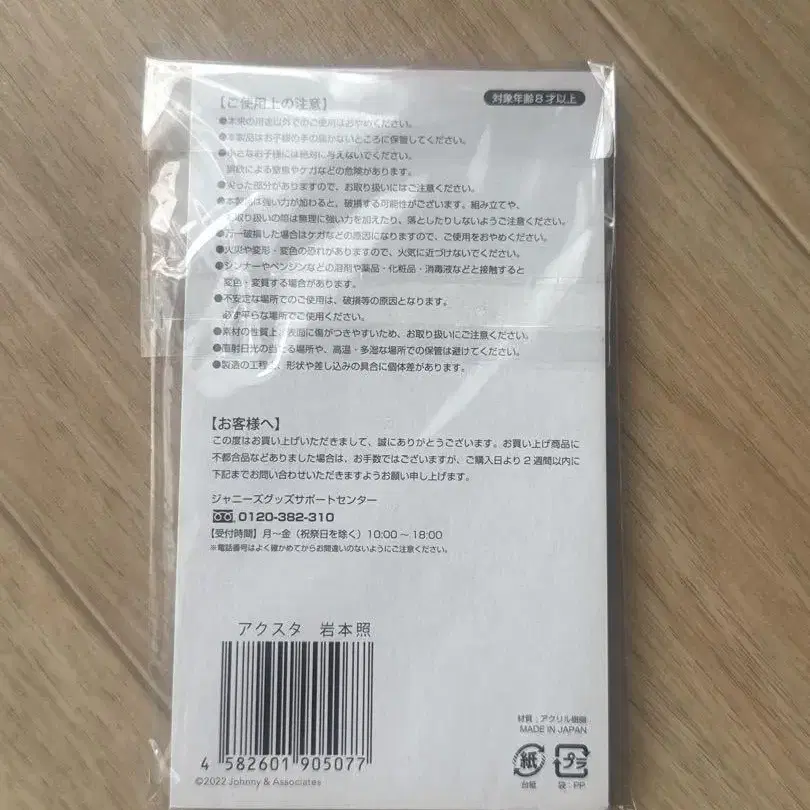 【ご使用上の注意】
対象年齢8才以上
●本来の用途以外でのご使用はおやめください。
●本製品はお子様の手の届かないところに保管してください。
●小さなお子様には絶対に与えないでください。
誤飲による窒息やケガなどの危険があります。
●尖った部分がありますので、お取り扱いにはご注意ください。
●本製品は強い力が加わると、破損する可能性がございます。組み立てや、
お取り扱いの際は無理に強い力を加えたり、落としたりしないようご注意ください。
●万一破損した場合はケガなどの原因になりますので、ご使用をおやめください。
●火災や変形・変色の恐れがありますので、火気に近づけないでください。
●シンナーやベンジンなどの溶剤や薬品・化粧品・消毒液などと接触すると
変色・変質する場合があります。
●不安定な場所でのご使用は、破損等の原因となります。
必ず平らな場所でご使用ください。
●素材の性質上、表面に傷がつきやすいため、お取り扱いにご注意ください。
●直射日光の当たる場所や、高温・多湿な場所での保管は避けてください。
●製造の工程上、形状や差し込みの具合に個体差があります。
【お客様へ】
この度はお買い上げいただきまして、誠にありがとうございます。お買い上げ商品に
不都合品などありました場合は、お手数ではございますが、ご購入日より2週間以内に
下記までお問い合わせいただきますようお願い申し上げます。
ジャニーズグッズサポートセンター
0120-382-310
【受付時間】月〜金（祝祭日を除く）10:00〜18:00
※電話番号はよく確かめてからお間違いのないようにご注意ください。
アクスタ 岩本照
4 582601 905077
©2022 Johnny & Associates
材質:アクリル樹脂
MADE IN JAPAN
紙 プラ
台紙 袋:PP